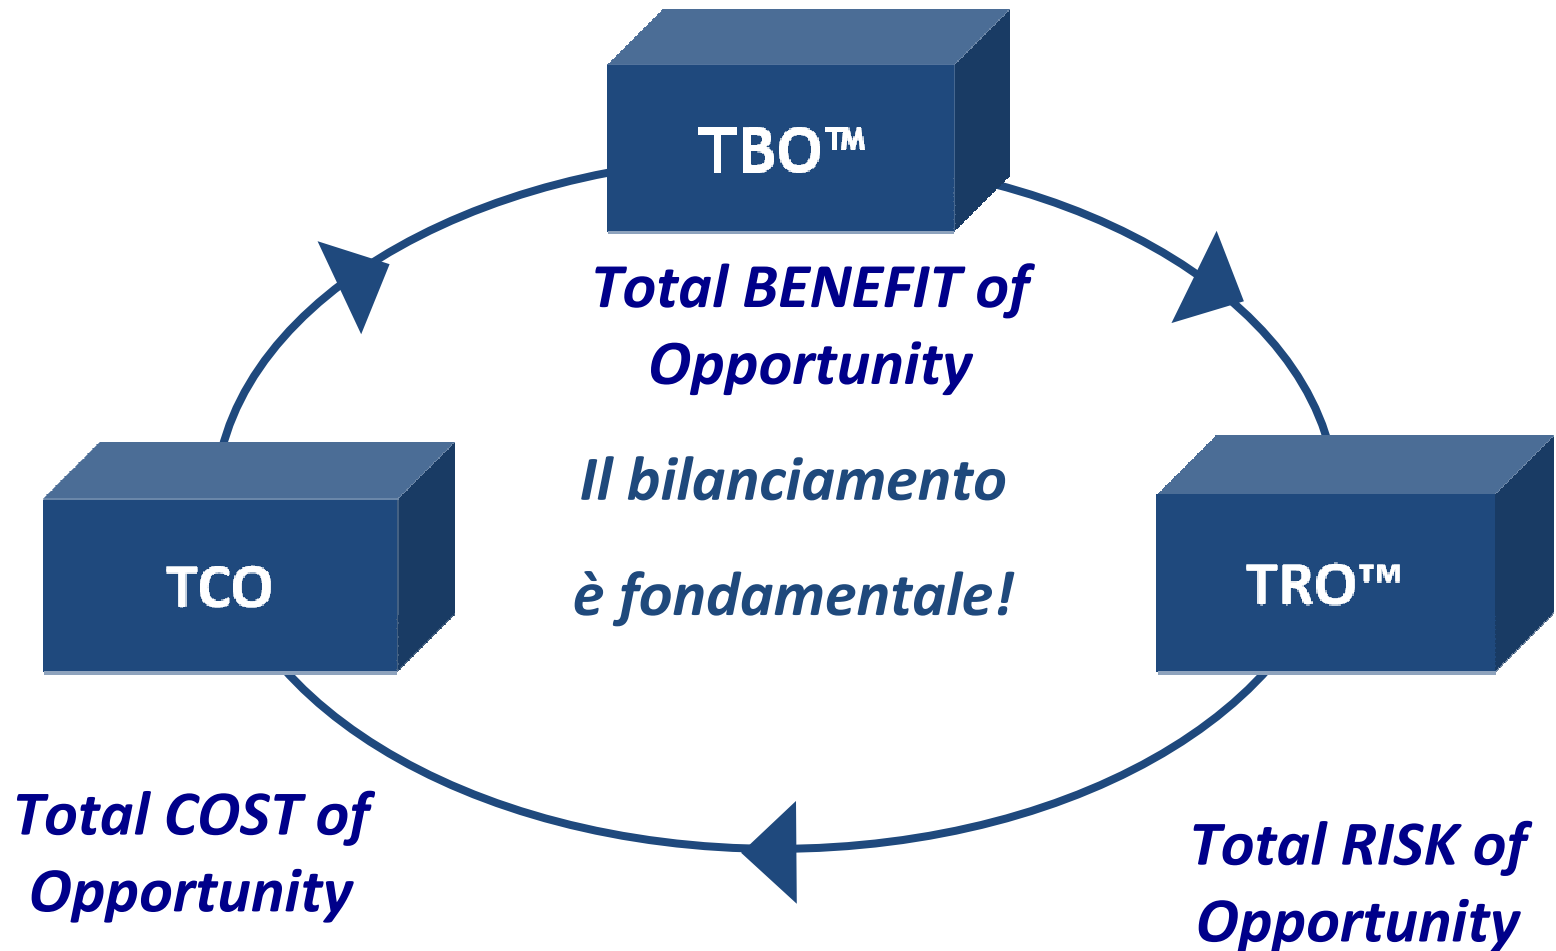 TBO™
Total BENEFIT of
Opportunity
Il bilanciamento
è fondamentale!
TCO
TRO™
Total COST of
Opportunity
Total RISK of
Opportunity